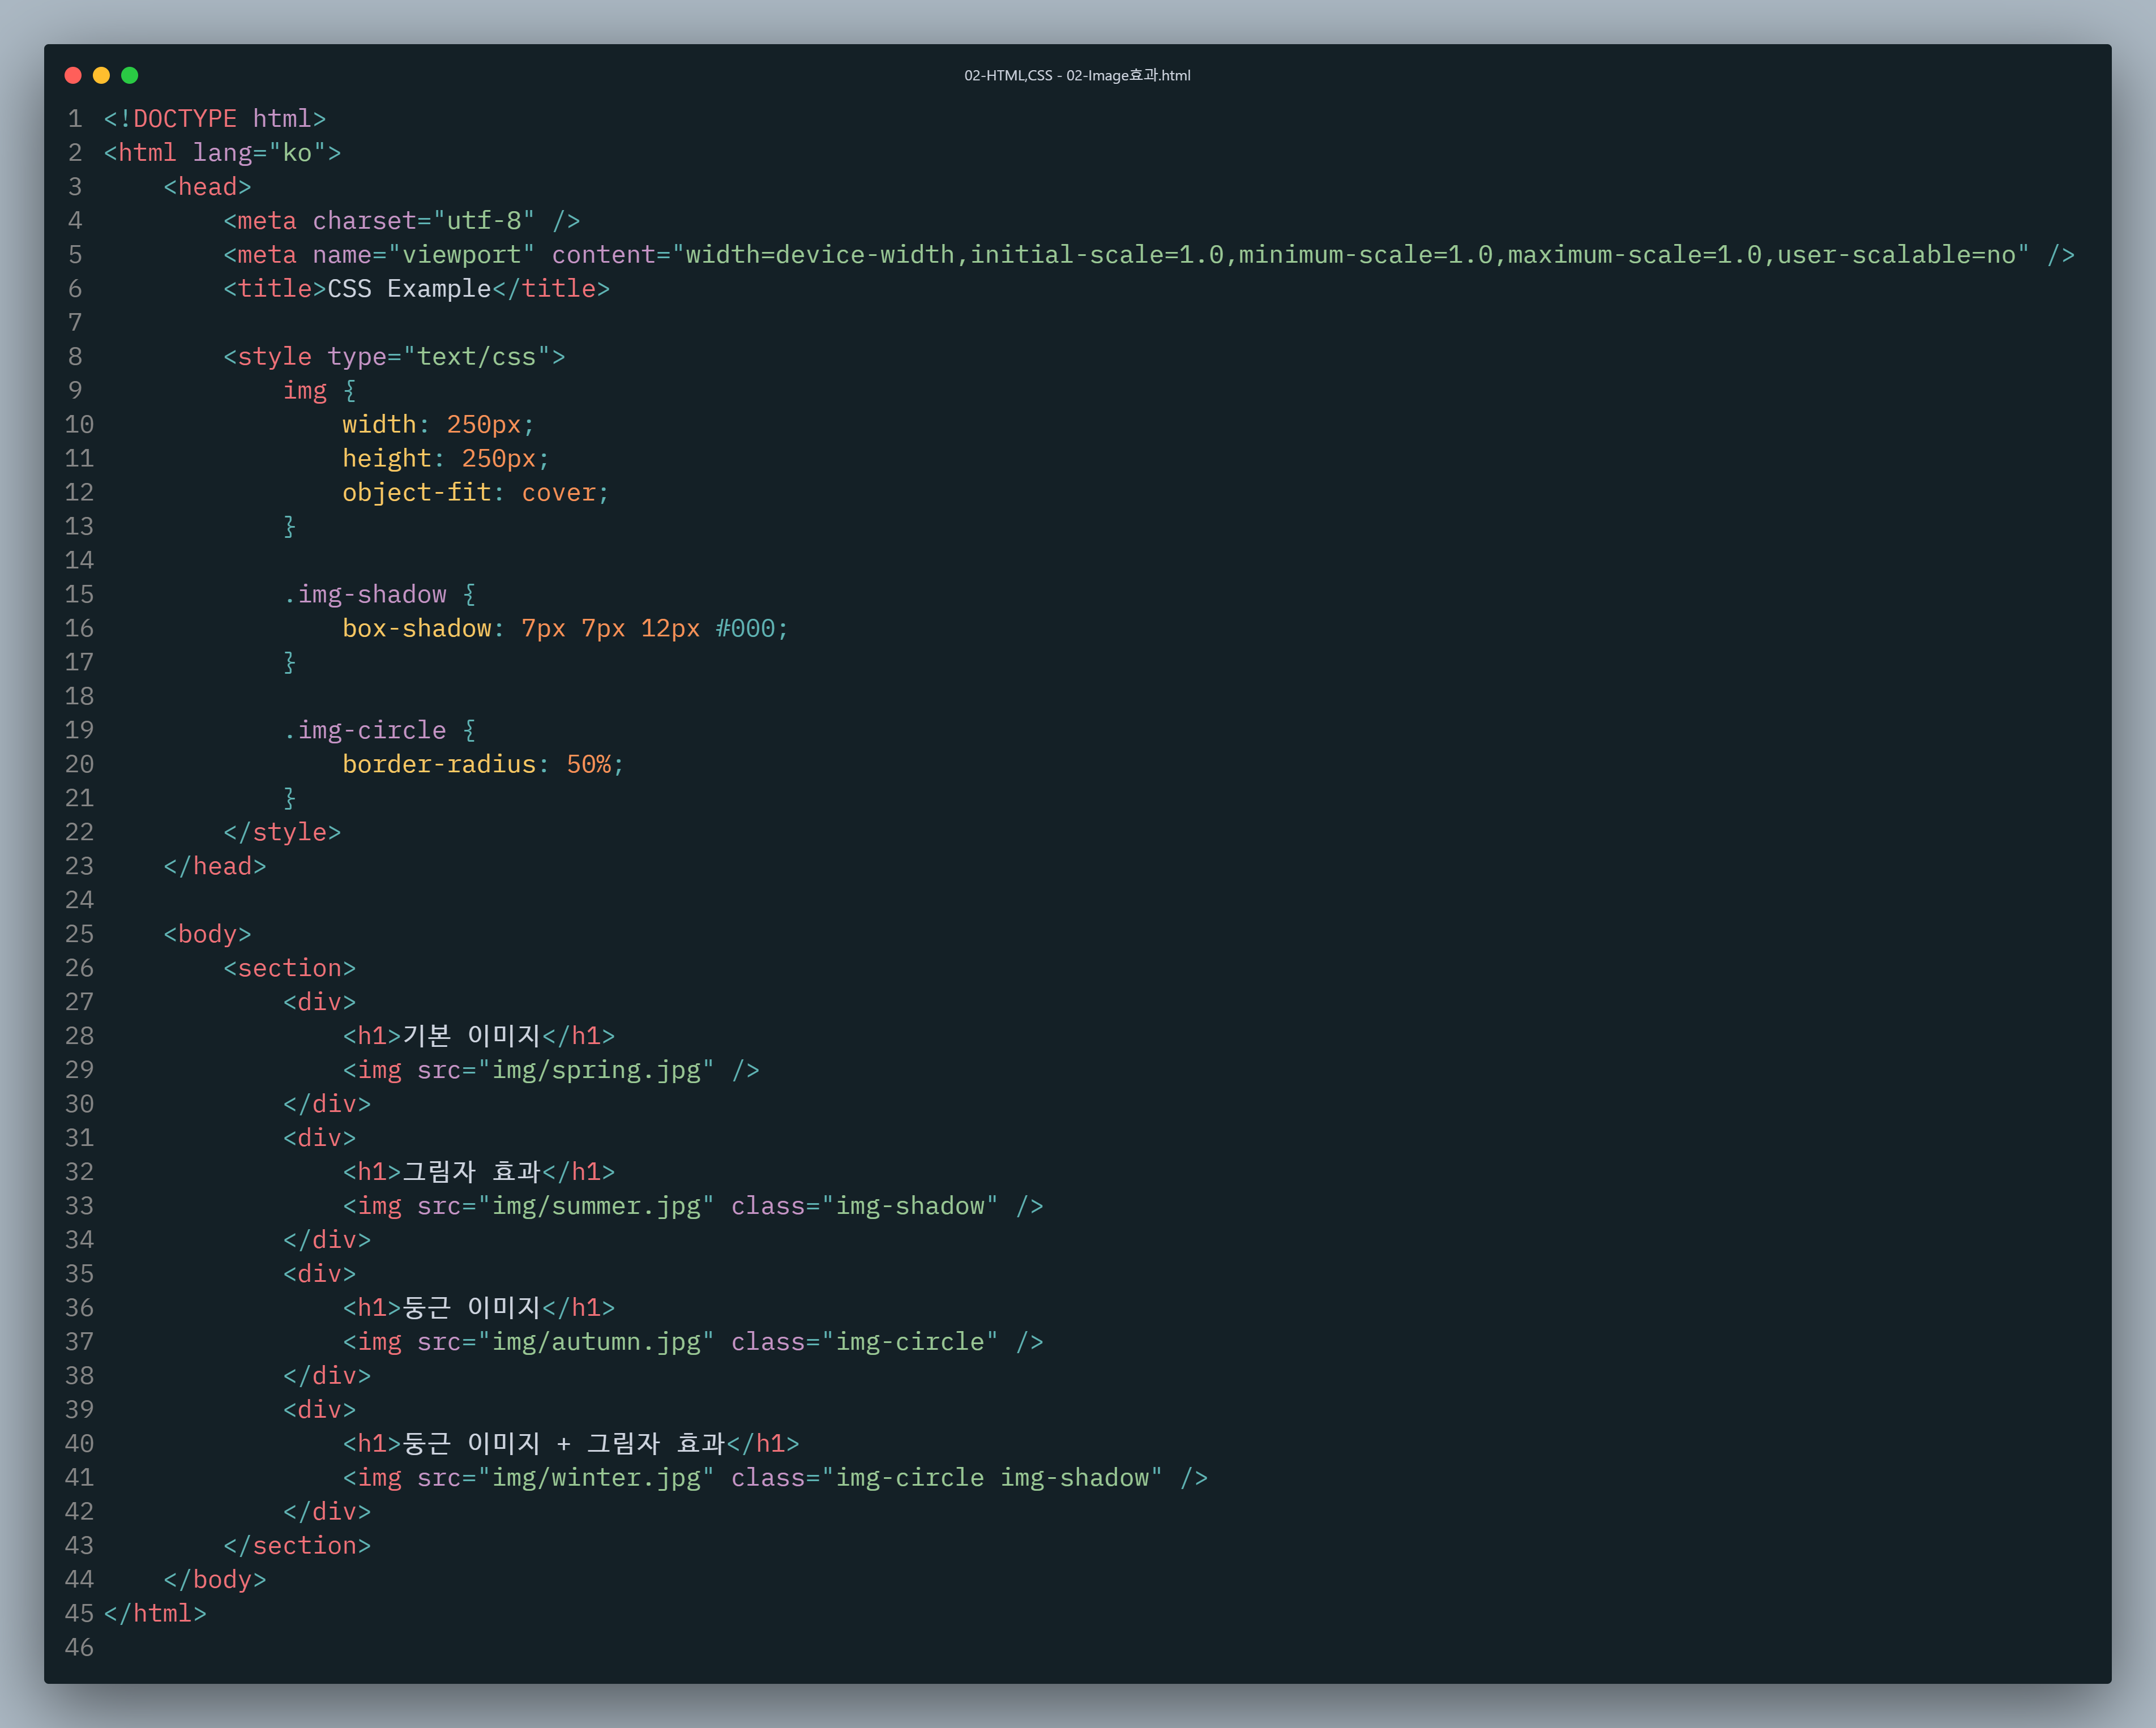 02-HTML,CSS - 02-Image효과.html
1 <!DOCTYPE html>
2 <html lang="ko">
3     <head>
4         <meta charset="utf-8" />
5         <meta name="viewport" content="width=device-width,initial-scale=1.0,minimum-scale=1.0,maximum-scale=1.0,user-scalable=no" />
6         <title>CSS Example</title>
7
8         <style type="text/css">
9             img {
10                 width: 250px;
11                 height: 250px;
12                 object-fit: cover;
13             }
14
15             .img-shadow {
16                 box-shadow: 7px 7px 12px #000;
17             }
18
19             .img-circle {
20                 border-radius: 50%;
21             }
22         </style>
23     </head>
24
25     <body>
26         <section>
27             <div>
28                 <h1>기본 이미지</h1>
29                 <img src="img/spring.jpg" />
30             </div>
31             <div>
32                 <h1>그림자 효과</h1>
33                 <img src="img/summer.jpg" class="img-shadow" />
34             </div>
35             <div>
36                 <h1>둥근 이미지</h1>
37                 <img src="img/autumn.jpg" class="img-circle" />
38             </div>
39             <div>
40                 <h1>둥근 이미지 + 그림자 효과</h1>
41                 <img src="img/winter.jpg" class="img-circle img-shadow" />
42             </div>
43         </section>
44     </body>
45 </html>
46